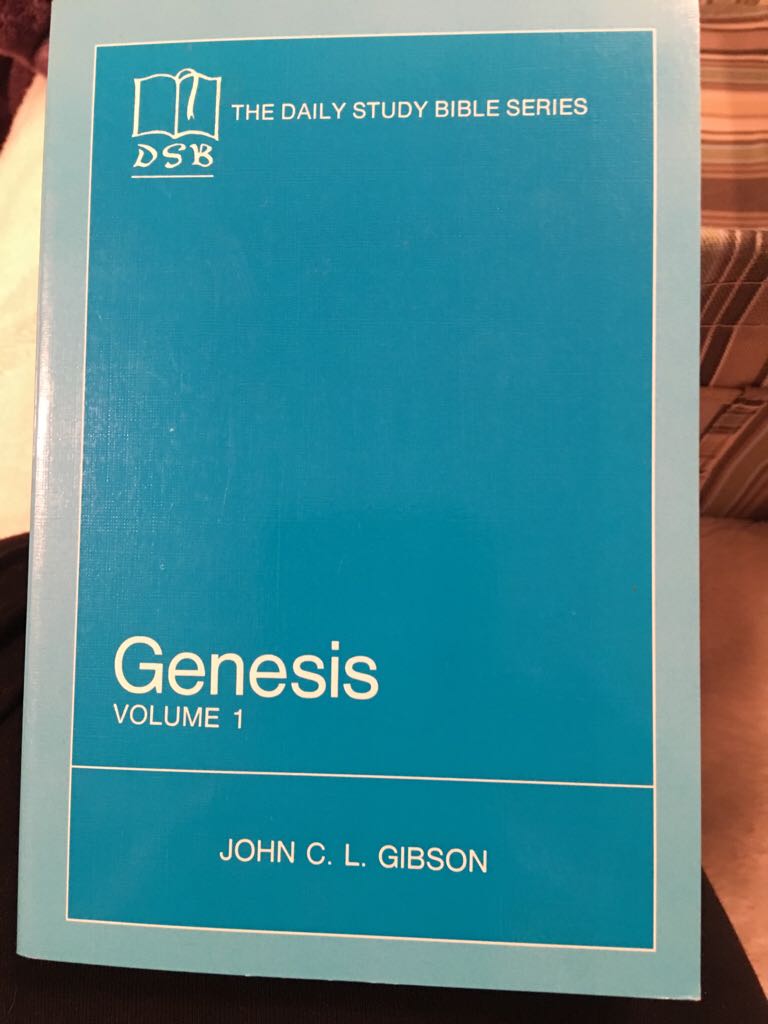 THE DAILY STUDY BIBLE SERIES
DSB
Genesis
VOLUME 1
JOHN C. L. GIBSON